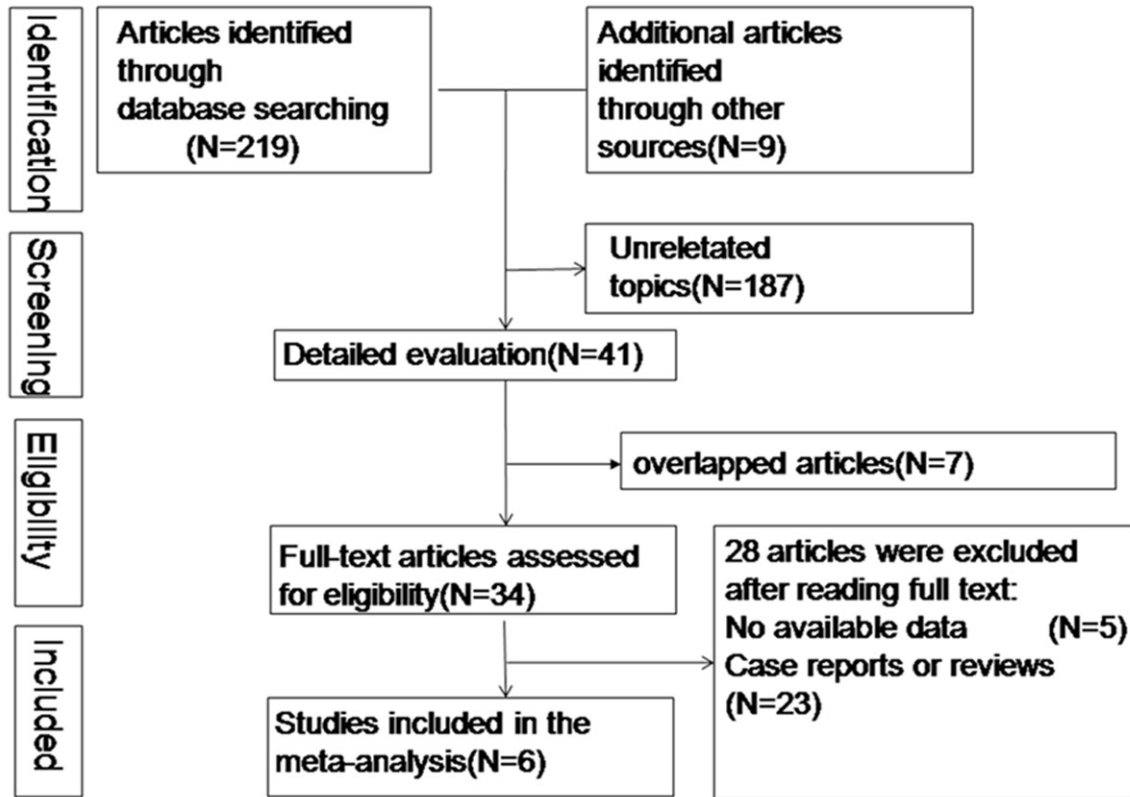 Identification
Articles identified
through
database searching
(N=219)
Additional articles
identified
through other
sources(N=9)
Screening
Unreletated
topics(N=187)
Detailed evaluation(N=41)
Eligibility
overlapped articles(N=7)
Full-text articles assessed
for eligibility(N=34)
28 articles were excluded
after reading full text:
No available data (N=5)
Case reports or reviews
(N=23)
Included
Studies included in the
meta-analysis(N=6)